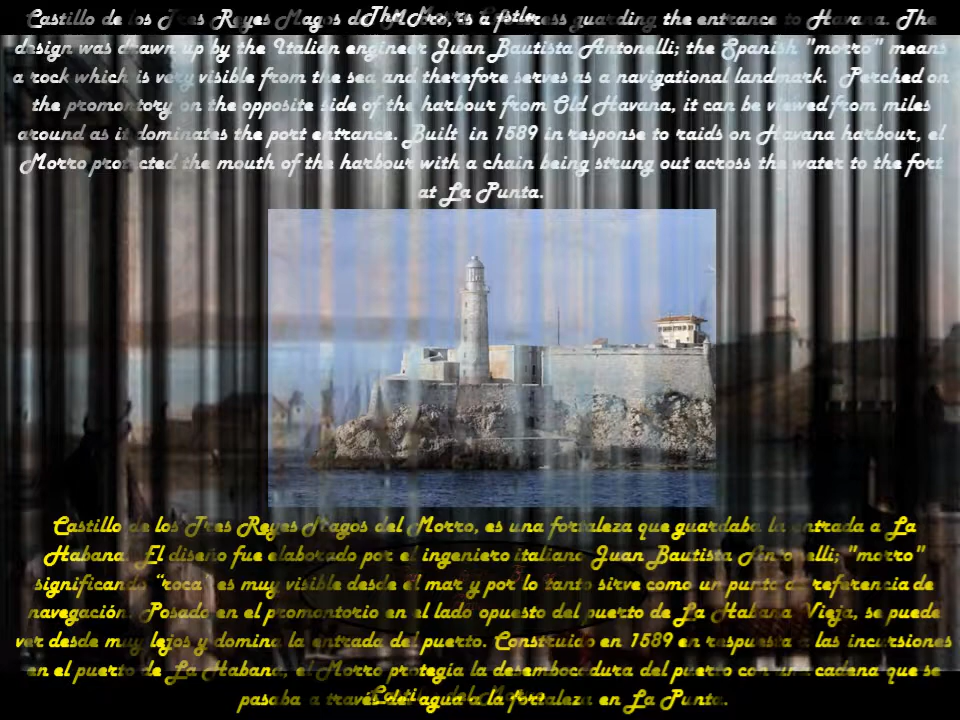 Castillo de los Tres Reyes Magos del Morro, is a fortress guarding the entrance to Havana. The
design was drawn up by the Italian engineer Juan Bautista Antonelli; the Spanish "morro" means
a rock which is very visible from the sea and therefore serves as a navigational landmark. Perched on
the promontory on the opposite side of the harbour from Old Havana, it can be viewed from miles
around as it dominates the port entrance. Built in 1589 in response to raids on Havana harbour, el
Morro protected the mouth of the harbour with a chain being strung out across the water to the fort
at La Punta.
Castillo de los Tres Reyes Magos del Morro, es una fortaleza que guardaba la entrada a La
Habana. El diseño fue elaborado por el ingeniero italiano Juan Bautista Antonelli; "morro"
significando “roca” es muy visible desde el mar y por lo tanto sirve como un punto de referencia de
navegación. Posado en el promontorio en el lado opuesto del puerto de La Habana Vieja, se puede
ver desde muy lejos y domina la entrada del puerto. Construido en 1589 en respuesta a las incursiones
en el puerto de La Habana, el Morro protegía la desembocadura del puerto con una cadena que se
pasaba a través del agua a la fortaleza en La Punta.